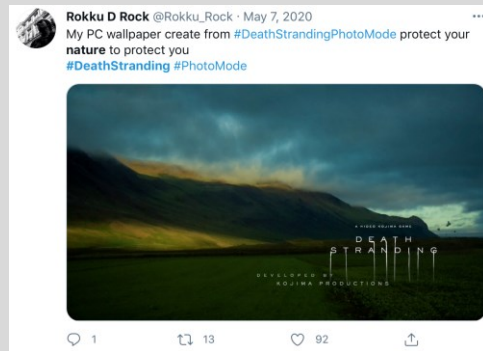 Rokku D Rock @Rokku_Rock · May 7, 2020 ...
My PC wallpaper create from #DeathStrandingPhotoMode protect your
nature to protect you
#DeathStranding #PhotoMode
A HIDEO KOJIMA GAME
DEATH
STRANDING
DEVELOPED BY
KOJIMA PRODUCTIONS
1 13 92